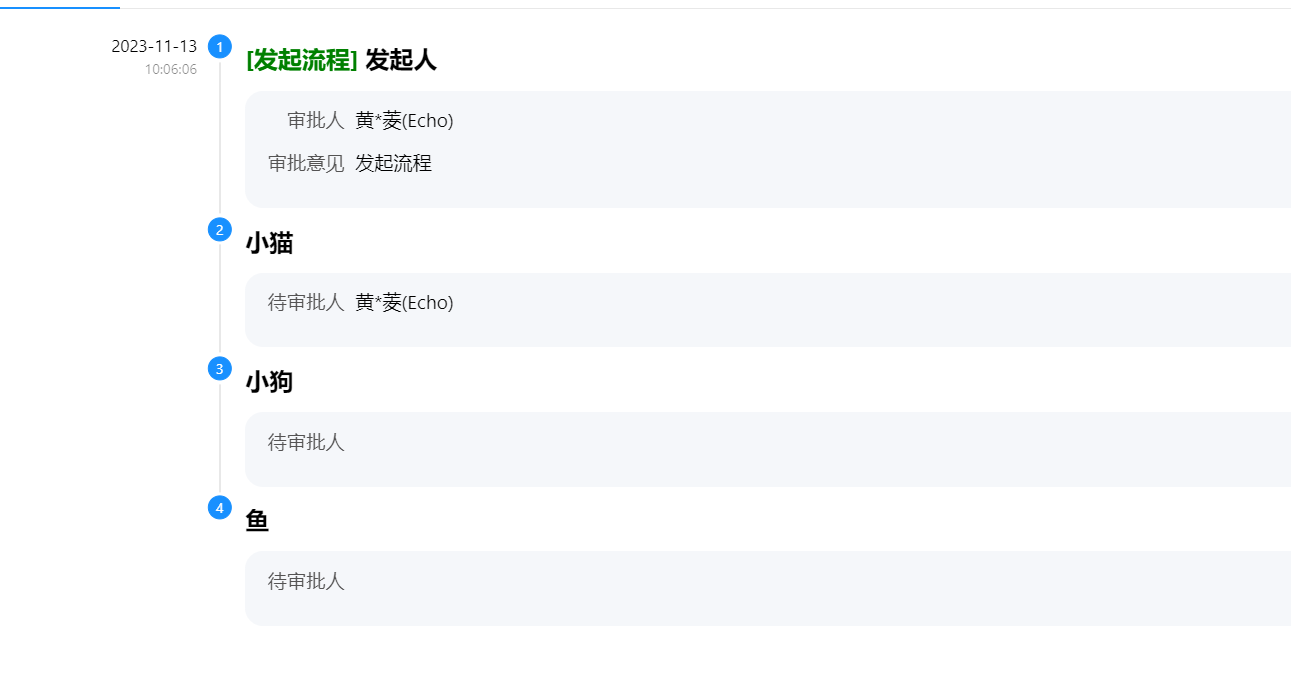 2023-11-13
10:06:06
1
[发起流程] 发起人
审批人 黄*菱(Echo)
审批意见 发起流程
2
小猫
待审批人 黄*菱(Echo)
3
小狗
待审批人
4
鱼
待审批人